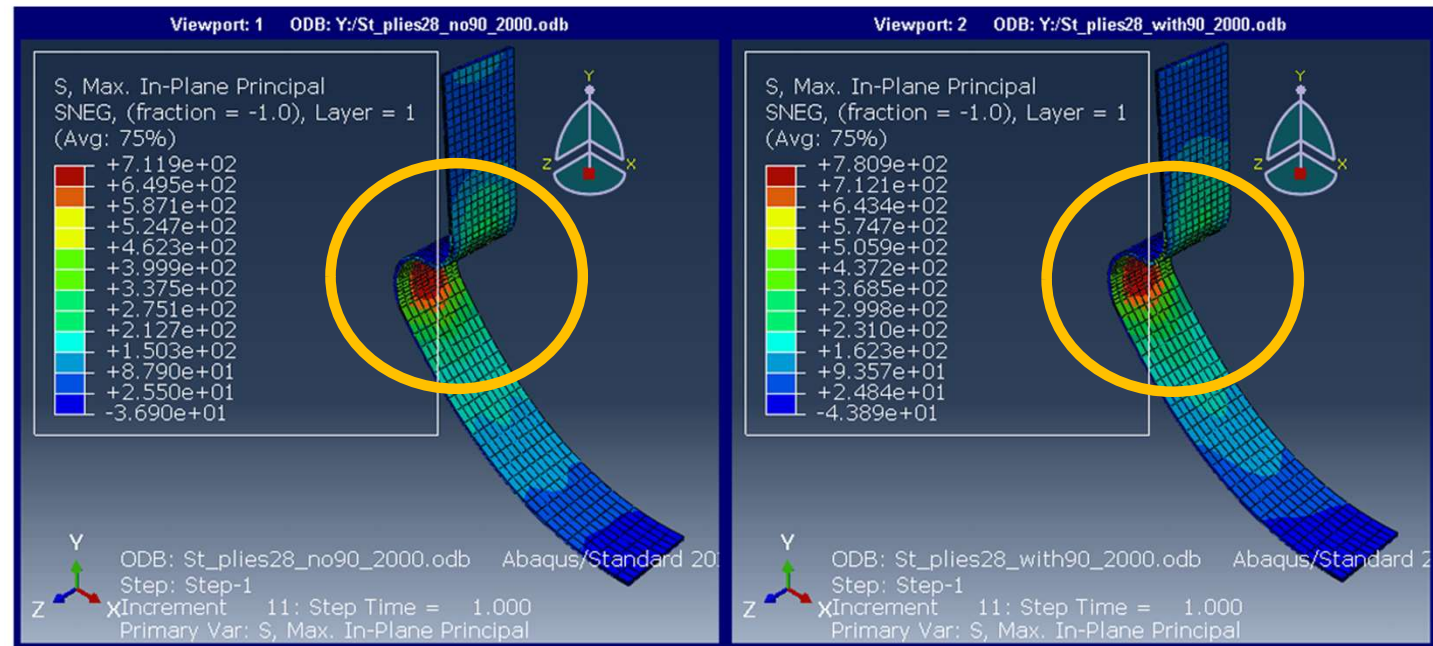 Viewport: 1 ODB: Y:/St_plies28_no90_2000.odb
S, Max. In-Plane Principal
SNEG, (fraction = -1.0), Layer = 1
(Avg: 75%)
+7.119e+02
+6.495e+02
+5.871e+02
+5.247e+02
+4.623e+02
+3.999e+02
+3.375e+02
+2.751e+02
+2.127e+02
+1.503e+02
+8.790e+01
+2.550e+01
-3.690e+01
Y
Z
X
Y
Z
X
ODB: St_plies28_no90_2000.odb Abaqus/Standard 20
Step: Step-1
Increment 11: Step Time = 1.000
Primary Var: S, Max. In-Plane Principal
Viewport: 2 ODB: Y:/St_plies28_with90_2000.odb
S, Max. In-Plane Principal
SNEG, (fraction = -1.0), Layer = 1
(Avg: 75%)
+7.809e+02
+7.121e+02
+6.434e+02
+5.747e+02
+5.059e+02
+4.372e+02
+3.685e+02
+2.998e+02
+2.310e+02
+1.623e+02
+9.357e+01
+2.484e+01
-4.389e+01
Y
Z
X
Y
Z
X
ODB: St_plies28_with90_2000.odb Abaqus/Standard 2
Step: Step-1
Increment 11: Step Time = 1.000
Primary Var: S, Max. In-Plane Principal